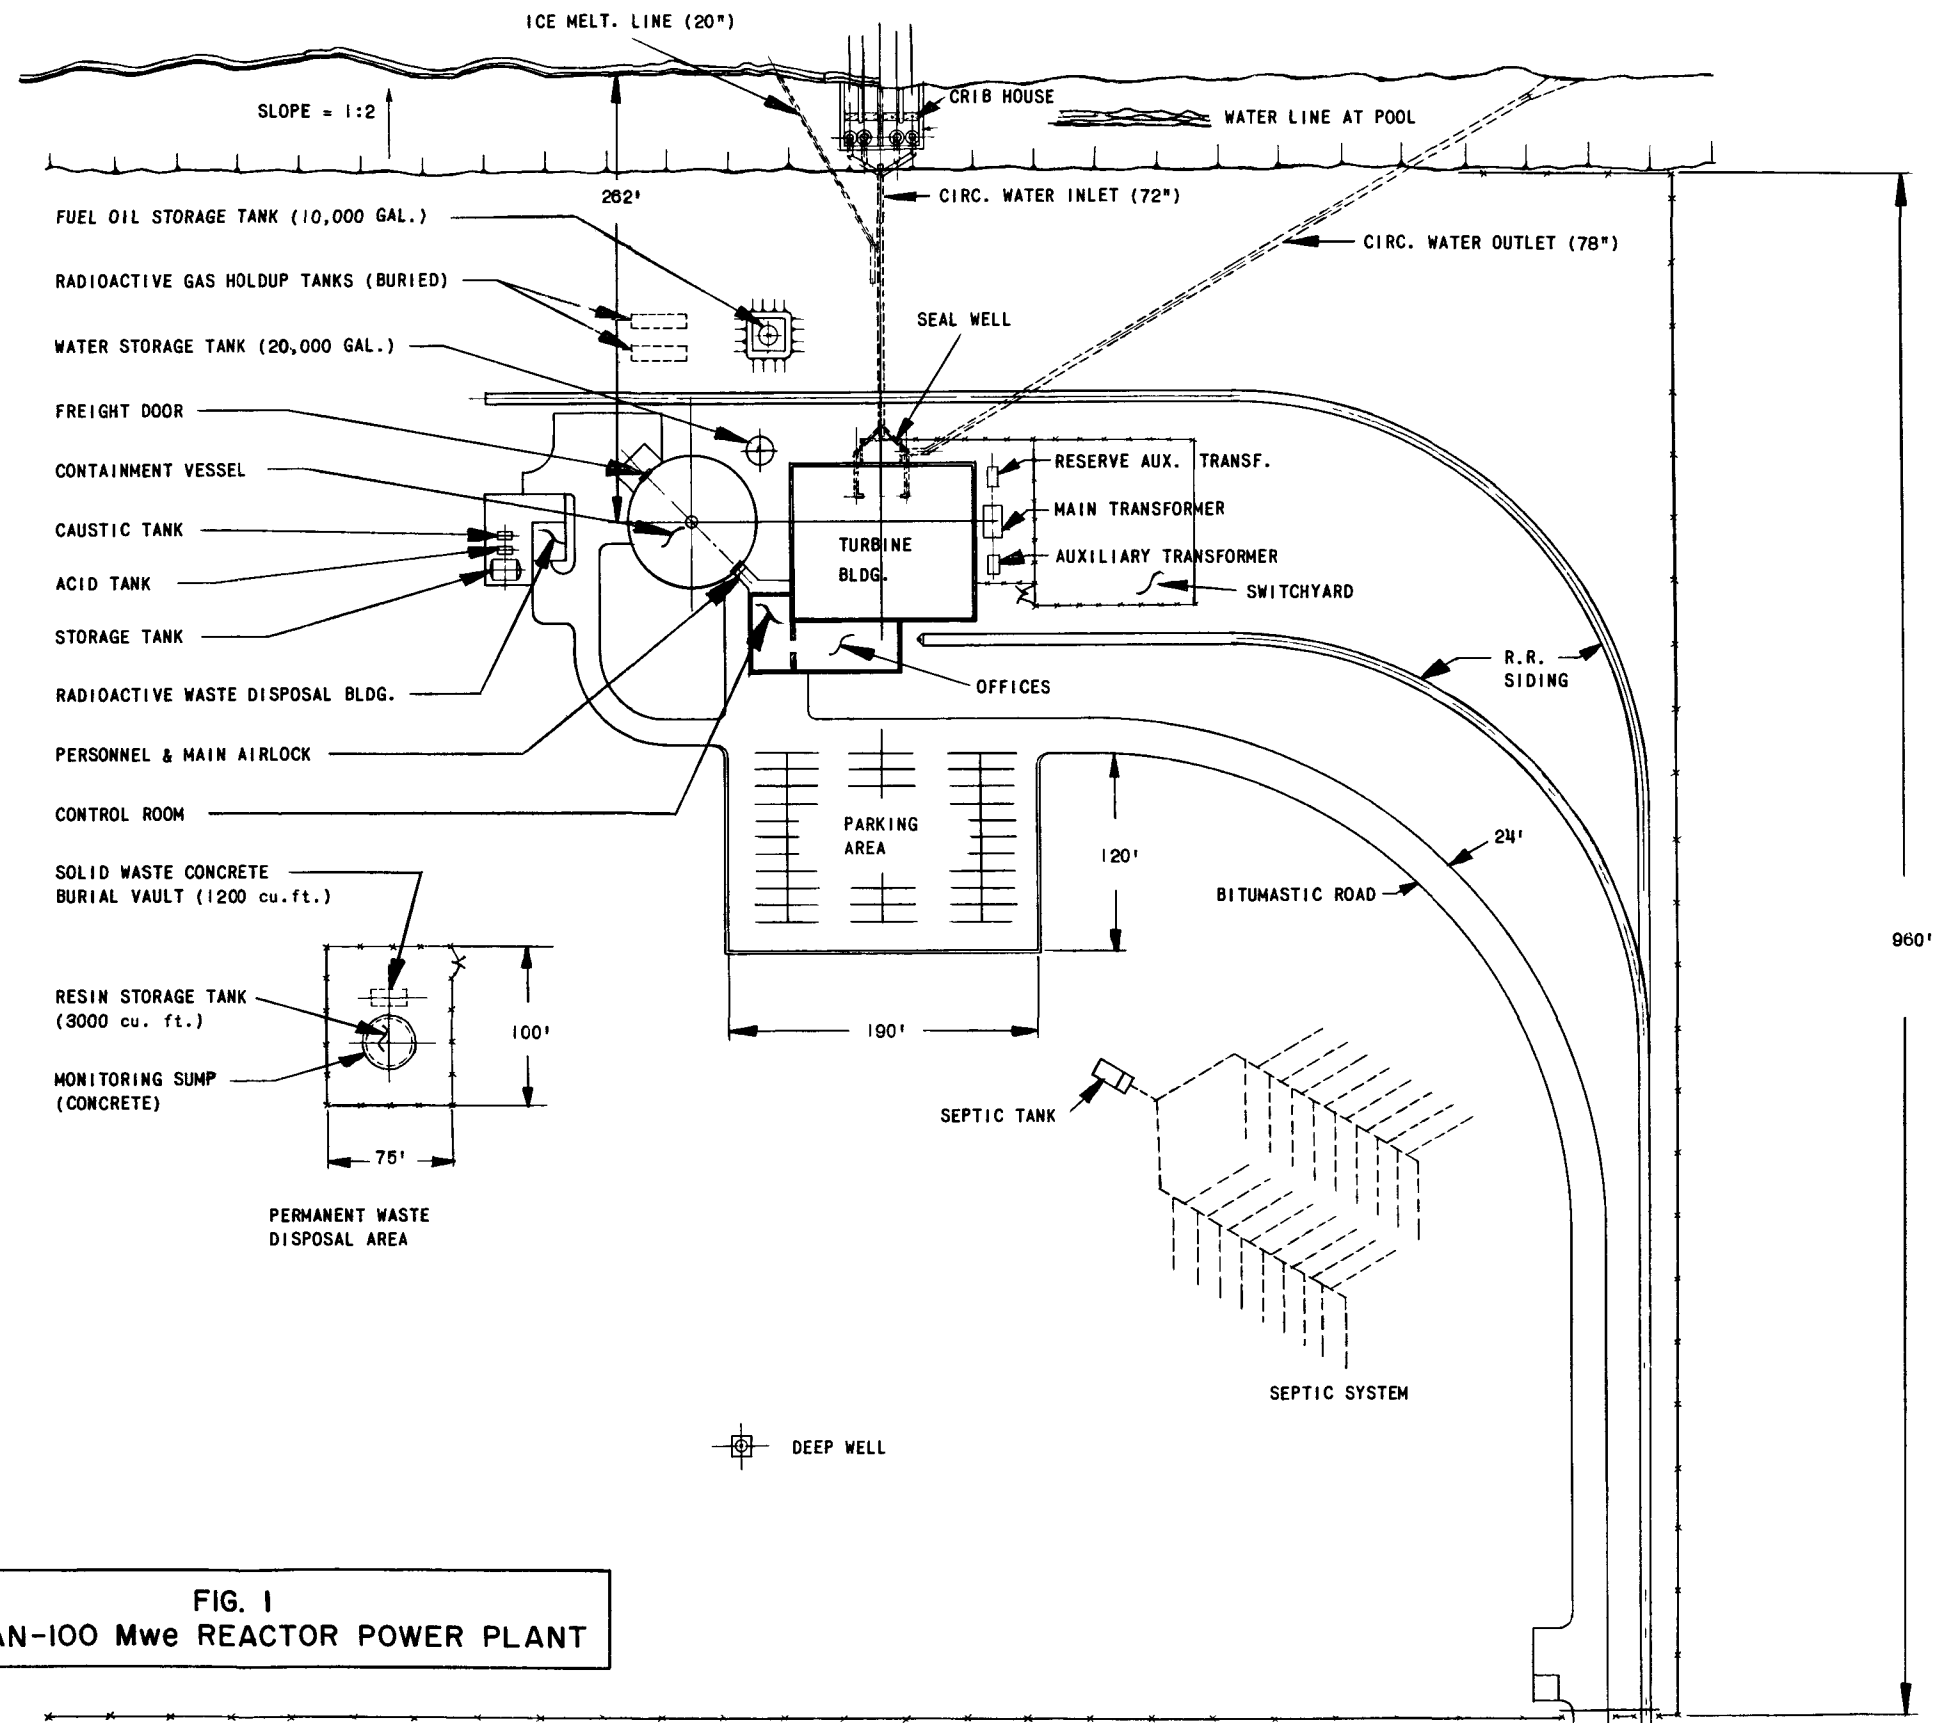 ICE MELT. LINE (20")
CRIB HOUSE
SLOPE = 1:2
WATER LINE AT POOL
262'
CIRC. WATER INLET (72")
FUEL OIL STORAGE TANK (10,000 GAL.)
CIRC. WATER OUTLET (78")
RADIOACTIVE GAS HOLDUP TANKS (BURIED)
SEAL WELL
WATER STORAGE TANK (20,000 GAL.)
FREIGHT DOOR
CONTAINMENT VESSEL
RESERVE AUX. TRANSF.
MAIN TRANSFORMER
CAUSTIC TANK
TURBINE
BLDG.
AUXILIARY TRANSFORMER
ACID TANK
SWITCHYARD
STORAGE TANK
R.R.
SIDING
OFFICES
RADIOACTIVE WASTE DISPOSAL BLDG.
PERSONNEL & MAIN AIRLOCK
CONTROL ROOM
PARKING
AREA
120'
24'
BITUMASTIC ROAD
SOLID WASTE CONCRETE
BURIAL VAULT (1200 cu.ft.)
960'
RESIN STORAGE TANK
(3000 cu. ft.)
100'
190'
MONITORING SUMP
(CONCRETE)
SEPTIC TANK
75'
PERMANENT WASTE
DISPOSAL AREA
SEPTIC SYSTEM
DEEP WELL
FIG. 1
AN-100 Mwe REACTOR POWER PLANT